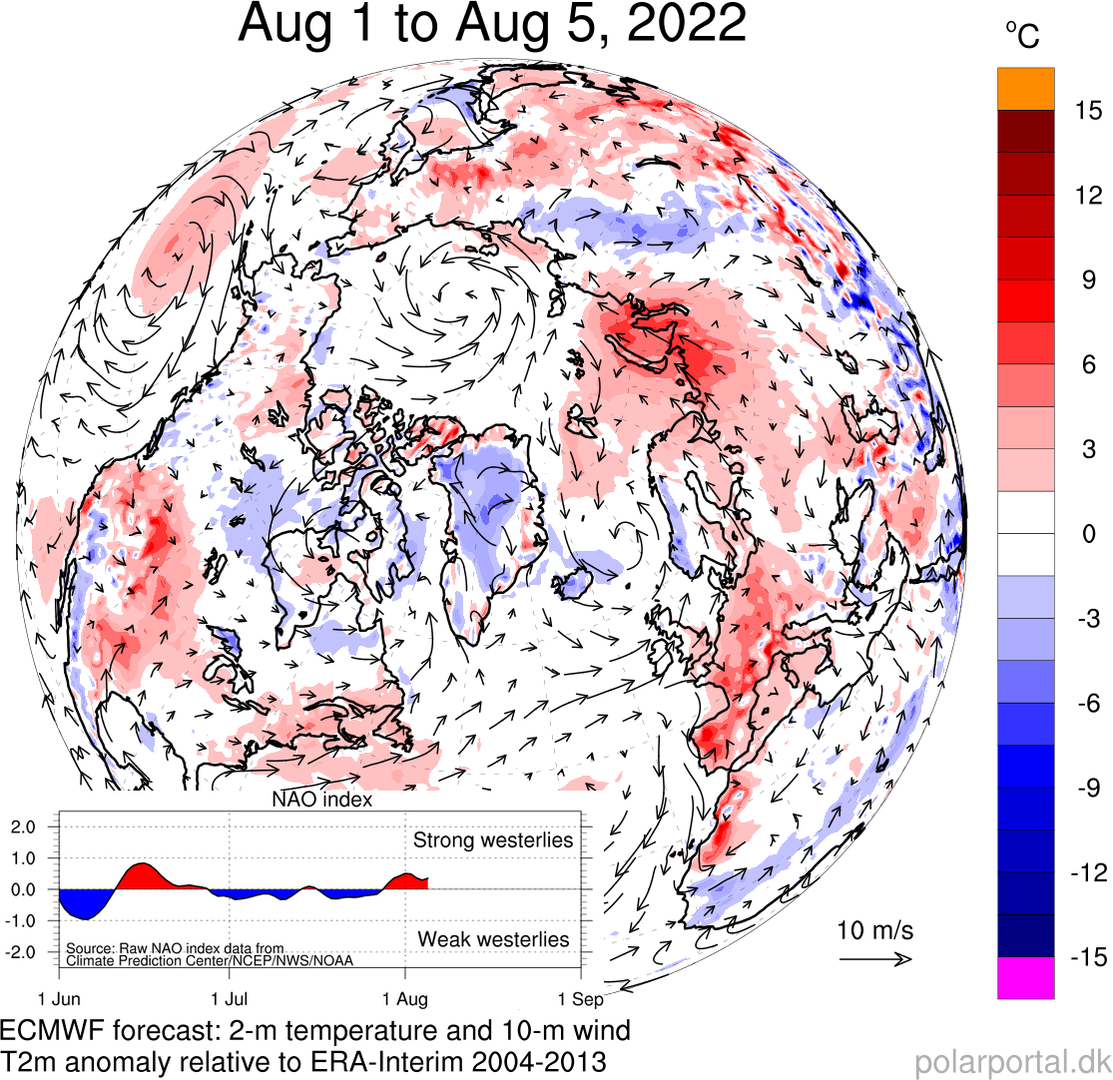 Aug 1 to Aug 5, 2022
oC
15
12
9
6
3
0
-3
-6
-9
-12
-15
10 m/s
NAO index
2.0
1.0
0.0
-1.0
-2.0
Strong westerlies
Weak westerlies
Source: Raw NAO index data from
Climate Prediction Center/NCEP/NWS/NOAA
1 Jun
1 Jul
1 Aug
1 Sep
ECMWF forecast: 2-m temperature and 10-m wind
T2m anomaly relative to ERA-Interim 2004-2013
polarportal.dk